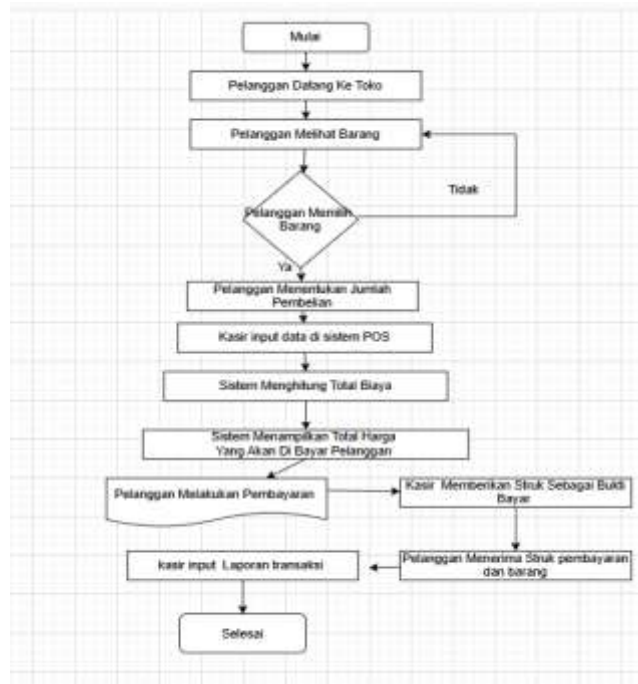 Mulai
Pelanggan Datang Ke Toko
Pelanggan Melihat Barang
Tidak
Pelanggan Memilih
Barang
Ya
Pelanggan Menentukan Jumlah
Pembelian
Kasir input data di sistem POS
Sistem Menghitung Total Biaya
Sistem Menampilkan Total Harga
Yang Akan Di Bayar Pelanggan
Pelanggan Melakukan Pembayaran
Kasir Memberikan Struk Sebagai Bukti
Bayar
Pelanggan Menerima Struk pembayaran
dan barang
kasir input Laporan transaksi
Selesai